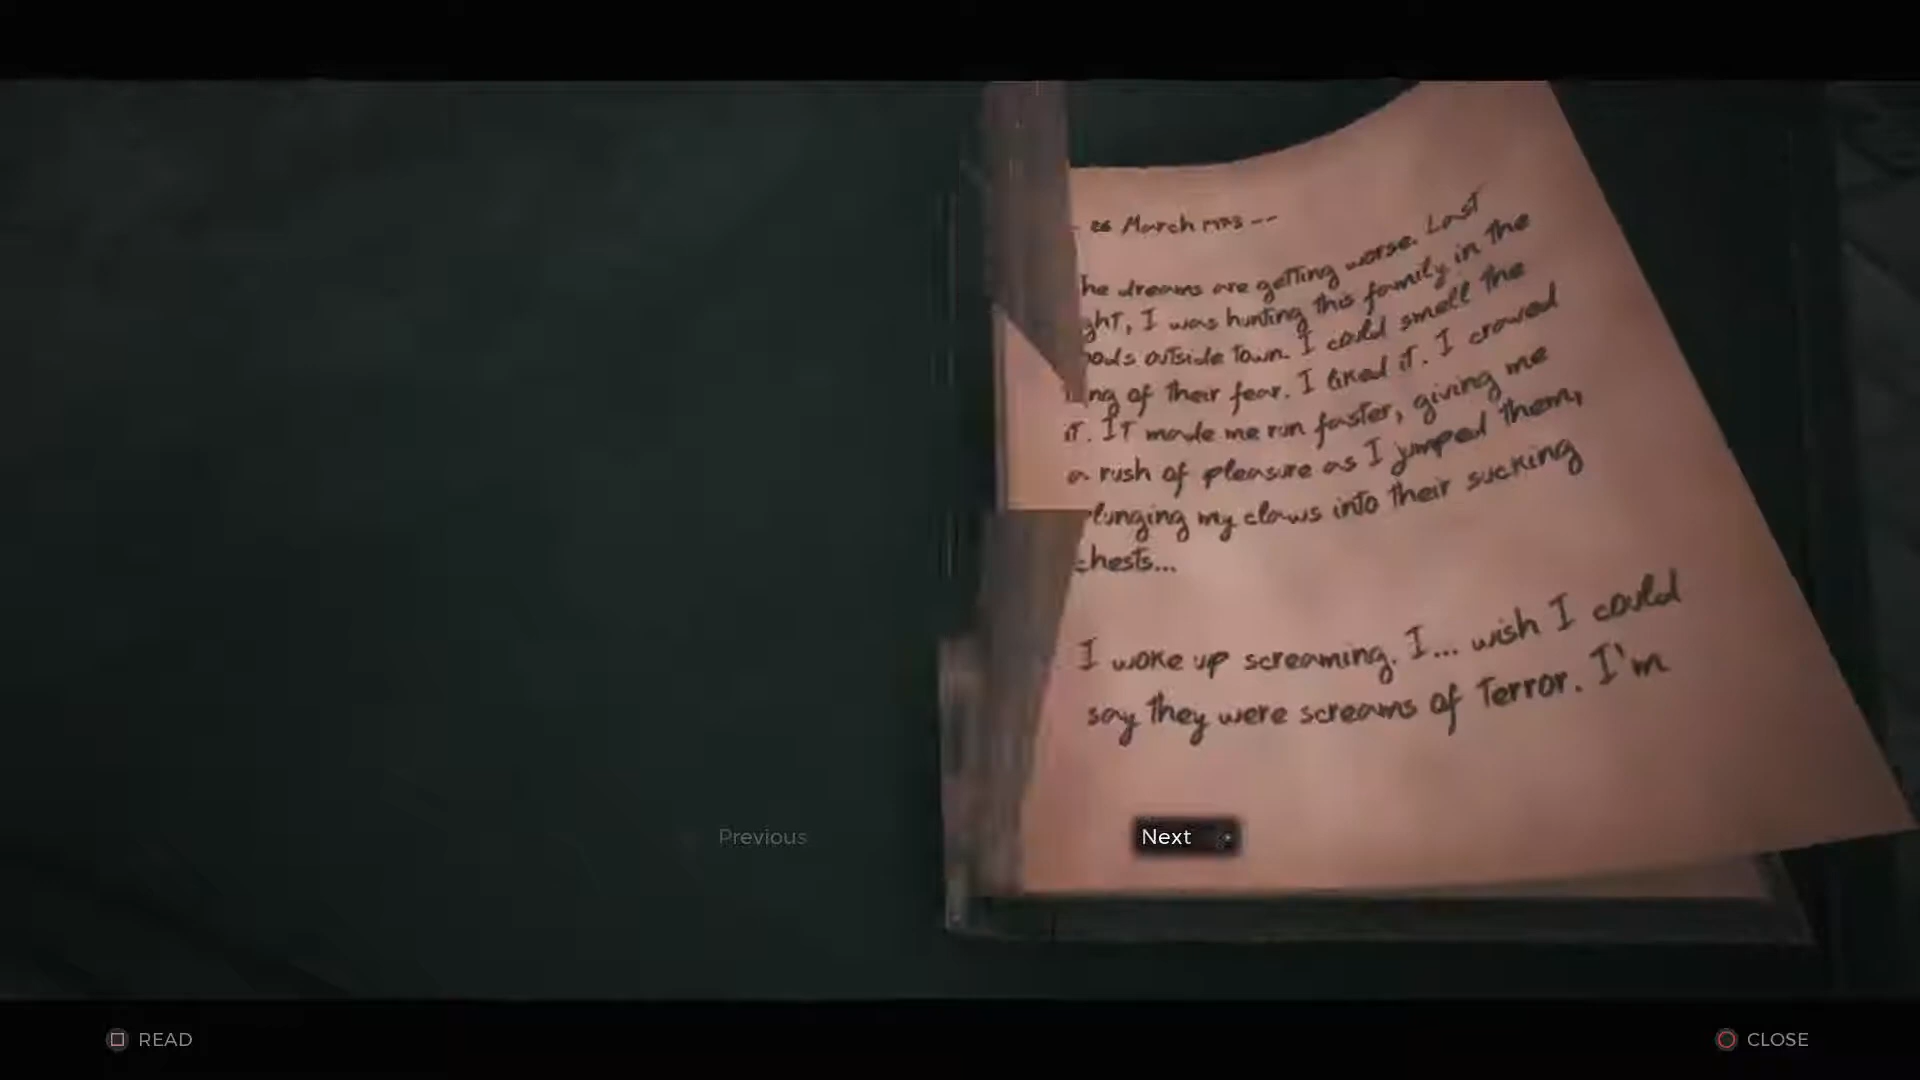 26 March 1773 --
he dreams are getting worse. Last
ght, I was hunting this family in the
oods outside town. I could smell the
ng of their fear. I liked it. I craved
it. It made me run faster, giving me
a rush of pleasure as I jumped them,
plunging my claws into their sucking
chests...
I woke up screaming. I... wish I could
say they were screams of terror. I'm
Previous
Next
READ
CLOSE